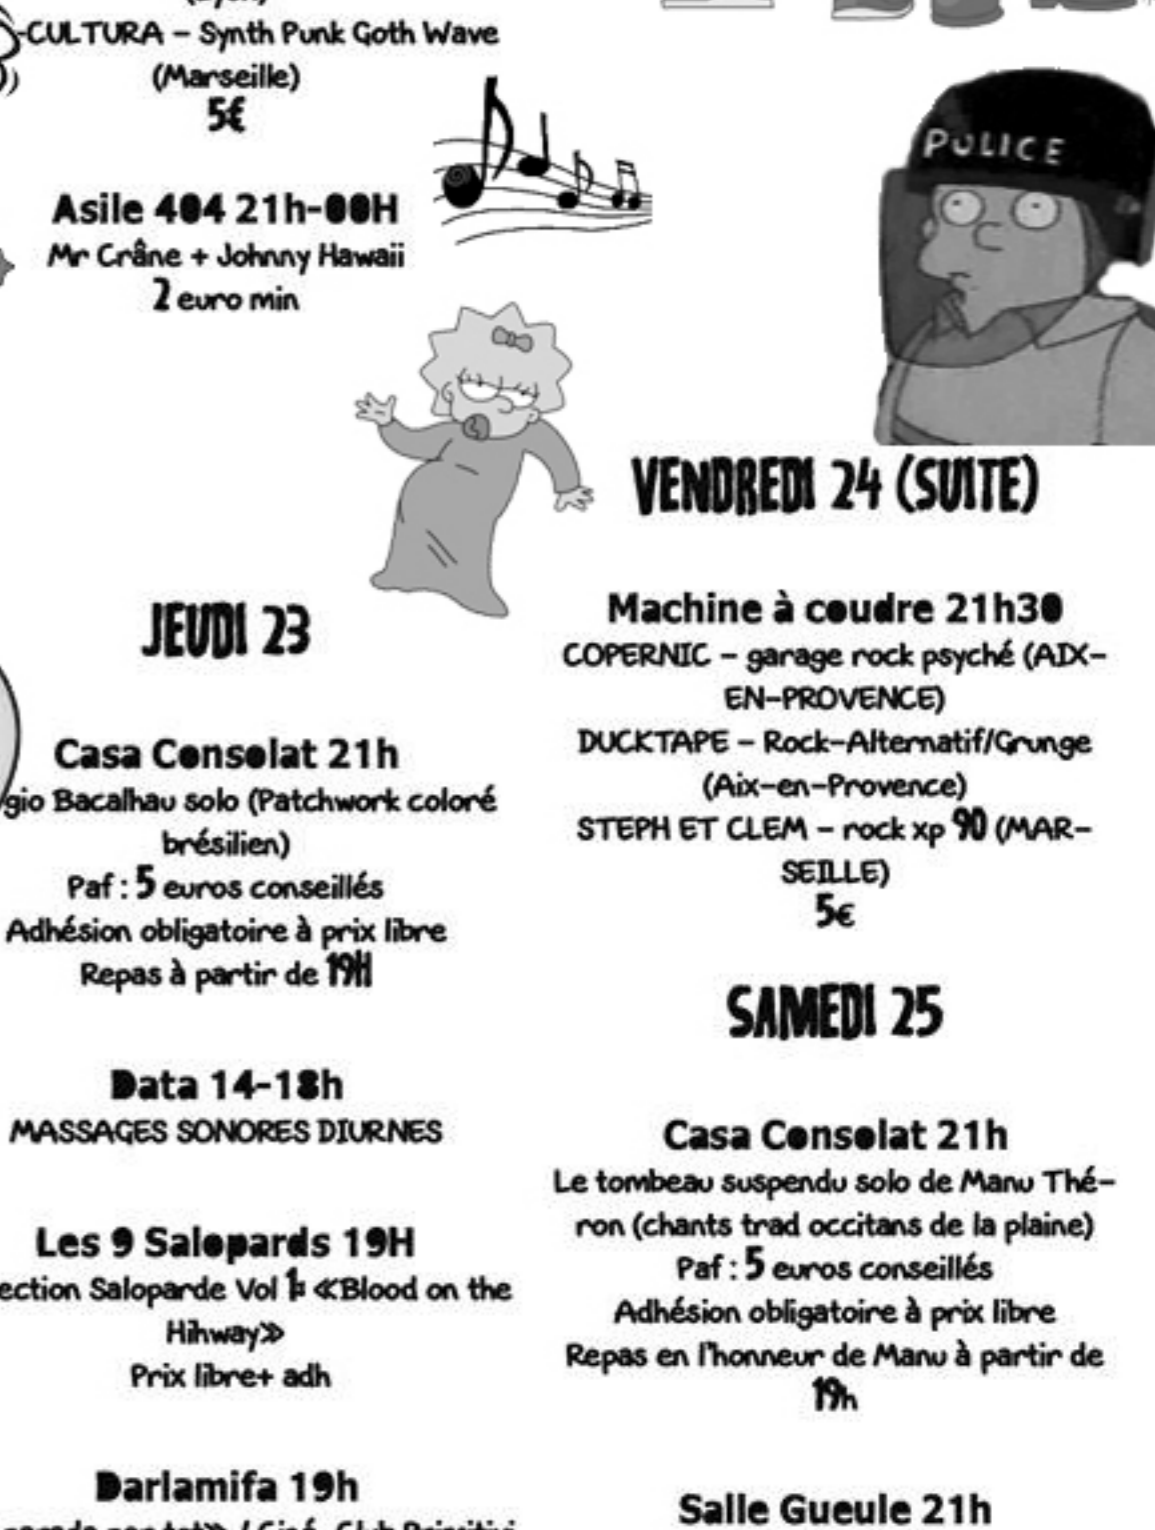 -CULTURA – Synth Punk Goth Wave
(Marseille)
5€
Asile 404 21h-00H
Mr Crâne + Johnny Hawaii
2 euro min
JEUDI 23
Casa Consolat 21h
gio Bacalhau solo (Patchwork coloré
brésilien)
Paf : 5 euros conseillés
Adhésion obligatoire à prix libre
Repas à partir de 19H
Data 14-18h
MASSAGES SONORES DIURNES
Les 9 Salopards 19H
ection Saloparde Vol 1: «Blood on the
Hihway»
Prix libre+ adh
Darlamifa 19h
POLICE
VENDREDI 24 (SUITE)
Machine à coudre 21h30
COPERNIC – garage rock psyché (AIX-
EN-PROVENCE)
DUCKTAPE – Rock-Alternatif/Grunge
(Aix-en-Provence)
STEPH ET CLEM – rock xp 90 (MAR-
SEILLE)
5€
SAMEDI 25
Casa Consolat 21h
Le tombeau suspendu solo de Manu Thé-
ron (chants trad occitans de la plaine)
Paf : 5 euros conseillés
Adhésion obligatoire à prix libre
Repas en l'honneur de Manu à partir de
19h
Salle Gueule 21h